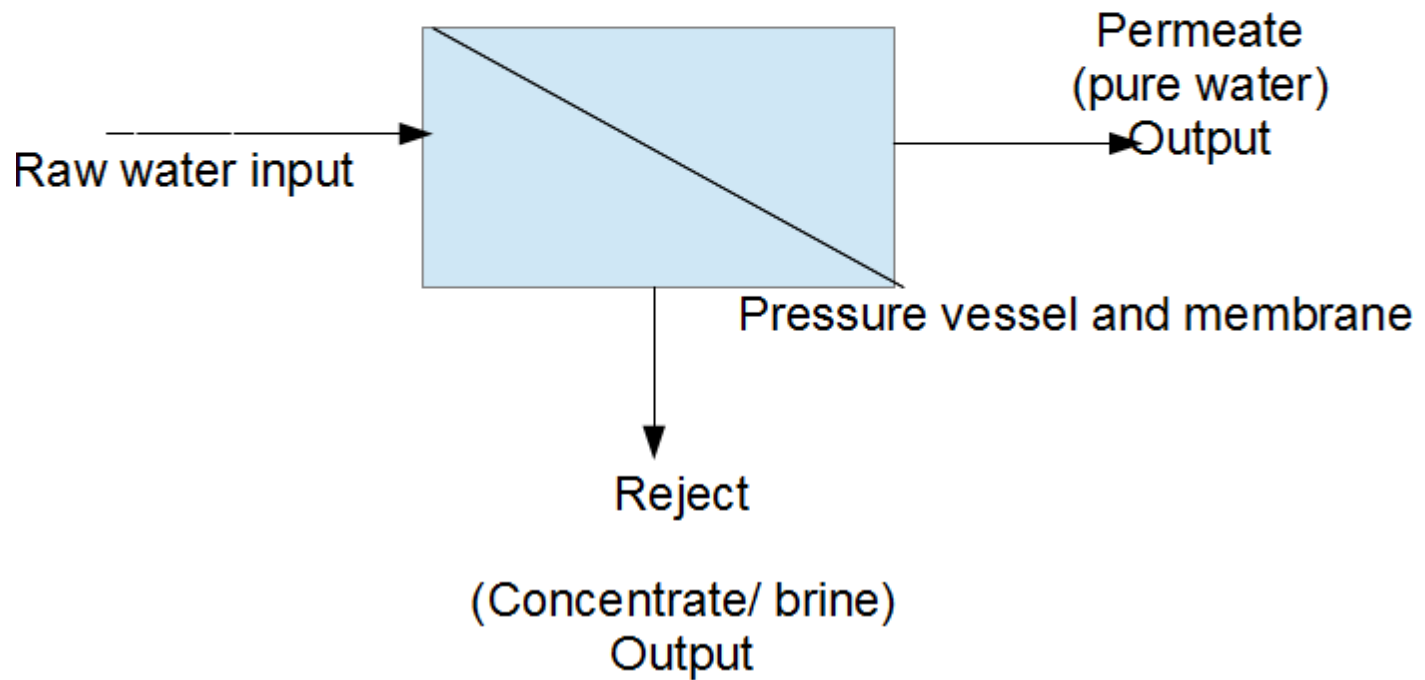 Permeate
(pure water)
Output
Raw water input
Pressure vessel and membrane
Reject
(Concentrate/ brine)
Output